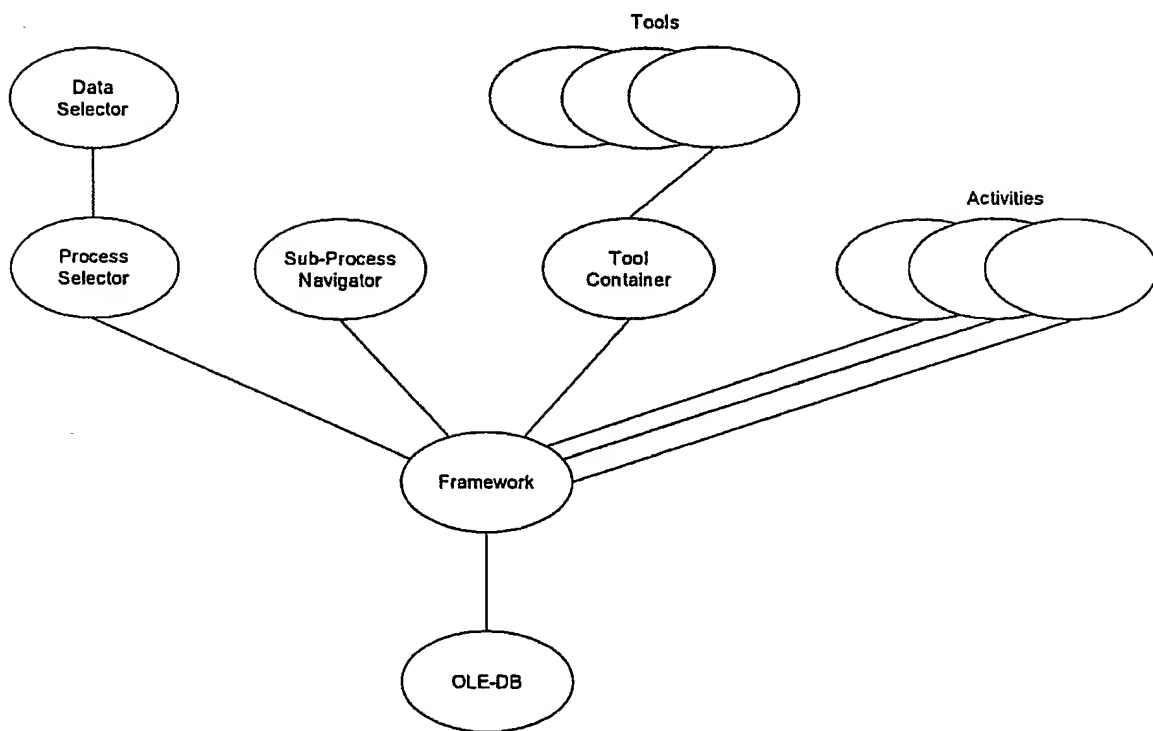 Tools
Data
Selector
Activities
Process
Selector
Sub-Process
Navigator
Tool
Container
Framework
OLE-DB